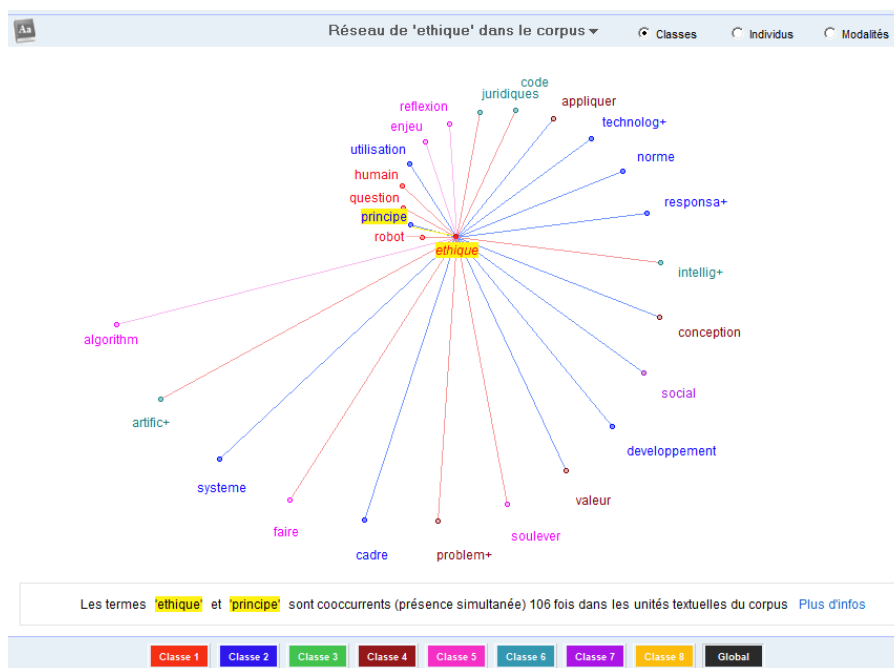 Aa
Réseau de 'ethique' dans le corpus
Classes
Individus
Modalités
code
juridiques
reflexion
appliquer
enjeu
technolog+
utilisation
norme
humain
question
responsa+
principe
robot
ethique
intellig+
conception
algorithm
social
artific+
developpement
systeme
valeur
faire
soulever
cadre
problem+
Les termes 'ethique' et 'principe' sont cooccurrents (présence simultanée) 106 fois dans les unités textuelles du corpus Plus d'infos
Classe 1
Classe 2
Classe 3
Classe 4
Classe 5
Classe 6
Classe 7
Classe 8
Global